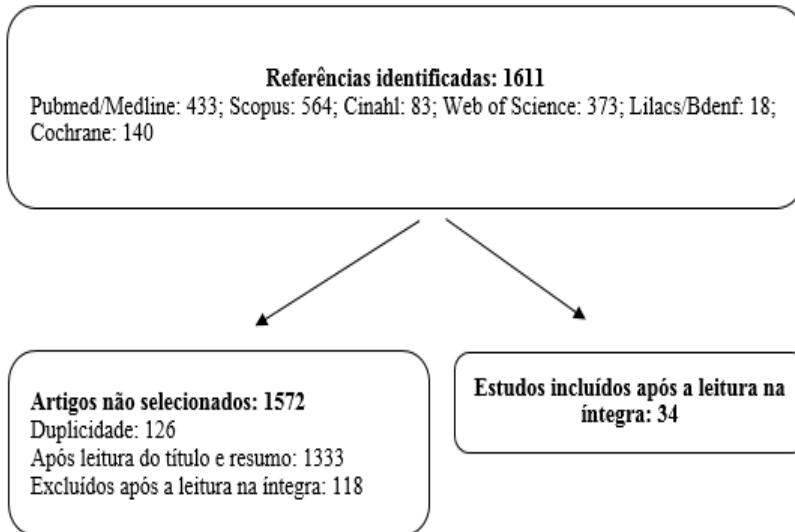 Referências identificadas: 1611
Pubmed/Medline: 433; Scopus: 564; Cinahl: 83; Web of Science: 373; Lilacs/Bdenf: 18;
Cochrane: 140
Artigos não selecionados: 1572
Duplicidade: 126
Após leitura do título e resumo: 1333
Excluídos após a leitura na íntegra: 118
Estudos incluídos após a leitura na
íntegra: 34